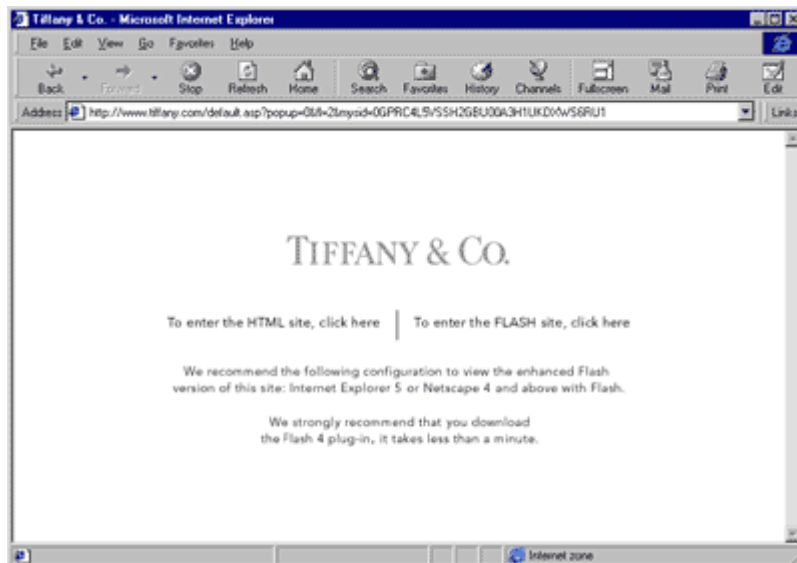 Tiffany & Co. - Microsoft Internet Explorer
File Edit View Go Favorites Help
Back Forward Stop Refresh Home Search Favorites History Channels Fullscreen Mail Print Edit
Address Links
TIFFANY & CO.
To enter the HTML site, click here | To enter the FLASH site, click here
We recommend the following configuration to view the enhanced Flash
version of this site: Internet Explorer 5 or Netscape 4 and above with Flash.
We strongly recommend that you download
the Flash 4 plug-in, it takes less than a minute.
Internet zone